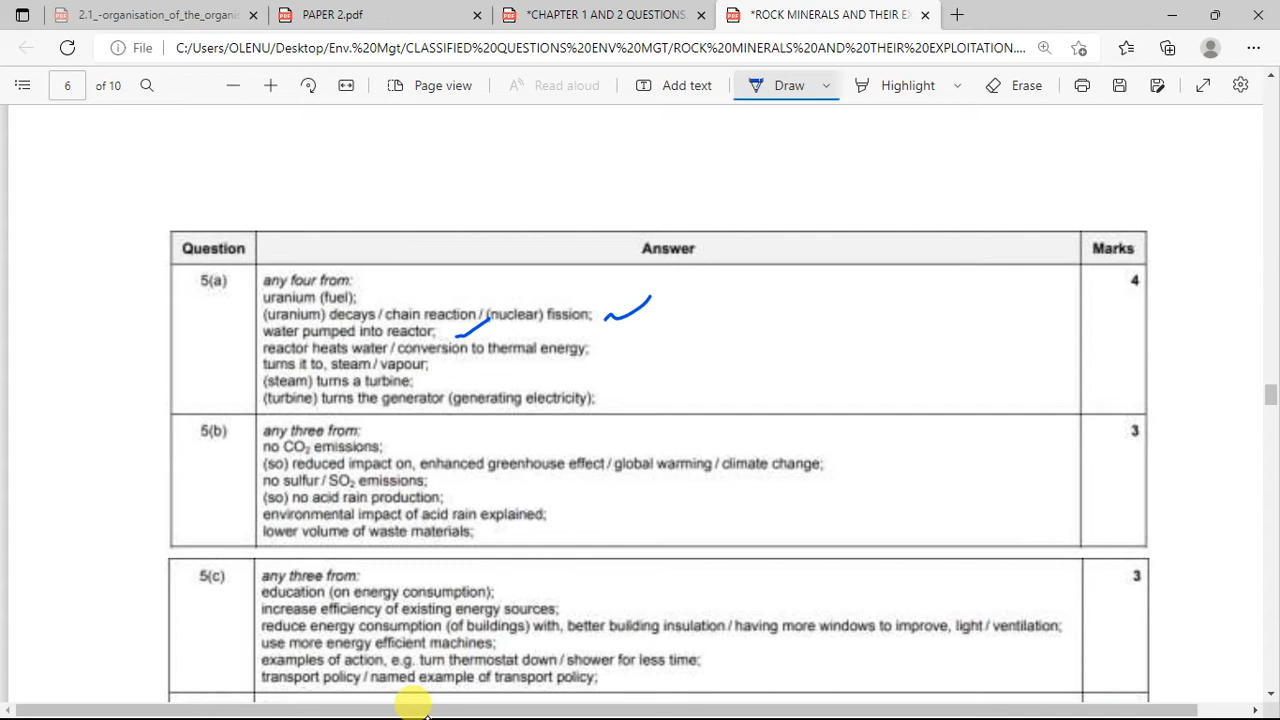 2.1_-organisation_of_the_organis
PAPER 2.pdf
*CHAPTER 1 AND 2 QUESTIONS
*ROCK MINERALS AND THEIR EX
File
C:/Users/OLENU/Desktop/Env.%20Mgt/CLASSIFIED%20QUESTIONS%20ENV%20MGT/ROCK%20MINERALS%20AND%20THEIR%20EXPLOITATION....
6 of 10
Page view
Read aloud
Add text
Draw
Highlight
Erase
Question Answer Marks
5(a) any four from: 4
uranium (fuel);
(uranium) decays / chain reaction / (nuclear) fission;
water pumped into reactor;
reactor heats water / conversion to thermal energy;
turns it to, steam / vapour;
(steam) turns a turbine;
(turbine) turns the generator (generating electricity);
5(b) any three from: 3
no CO₂ emissions;
(so) reduced impact on, enhanced greenhouse effect / global warming / climate change;
no sulfur / SO₂ emissions;
(so) no acid rain production;
environmental impact of acid rain explained;
lower volume of waste materials;
5(c) any three from: 3
education (on energy consumption);
increase efficiency of existing energy sources;
reduce energy consumption (of buildings) with, better building insulation / having more windows to improve, light / ventilation;
use more energy efficient machines;
examples of action, e.g. turn thermostat down / shower for less time;
transport policy / named example of transport policy;